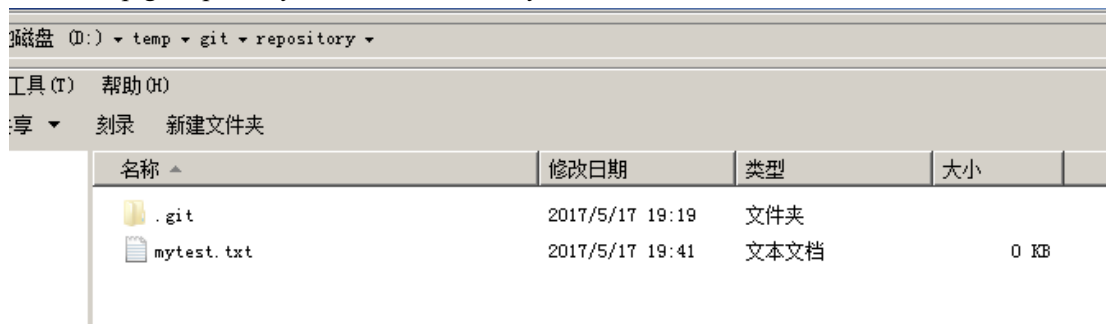 磁盘 (D:) ▾ temp ▾ git ▾ repository ▾
工具(T) 帮助(H)
享 ▾ 刻录 新建文件夹
名称 修改日期 类型 大小
.git 2017/5/17 19:19 文件夹
mytest.txt 2017/5/17 19:41 文本文档 0 KB